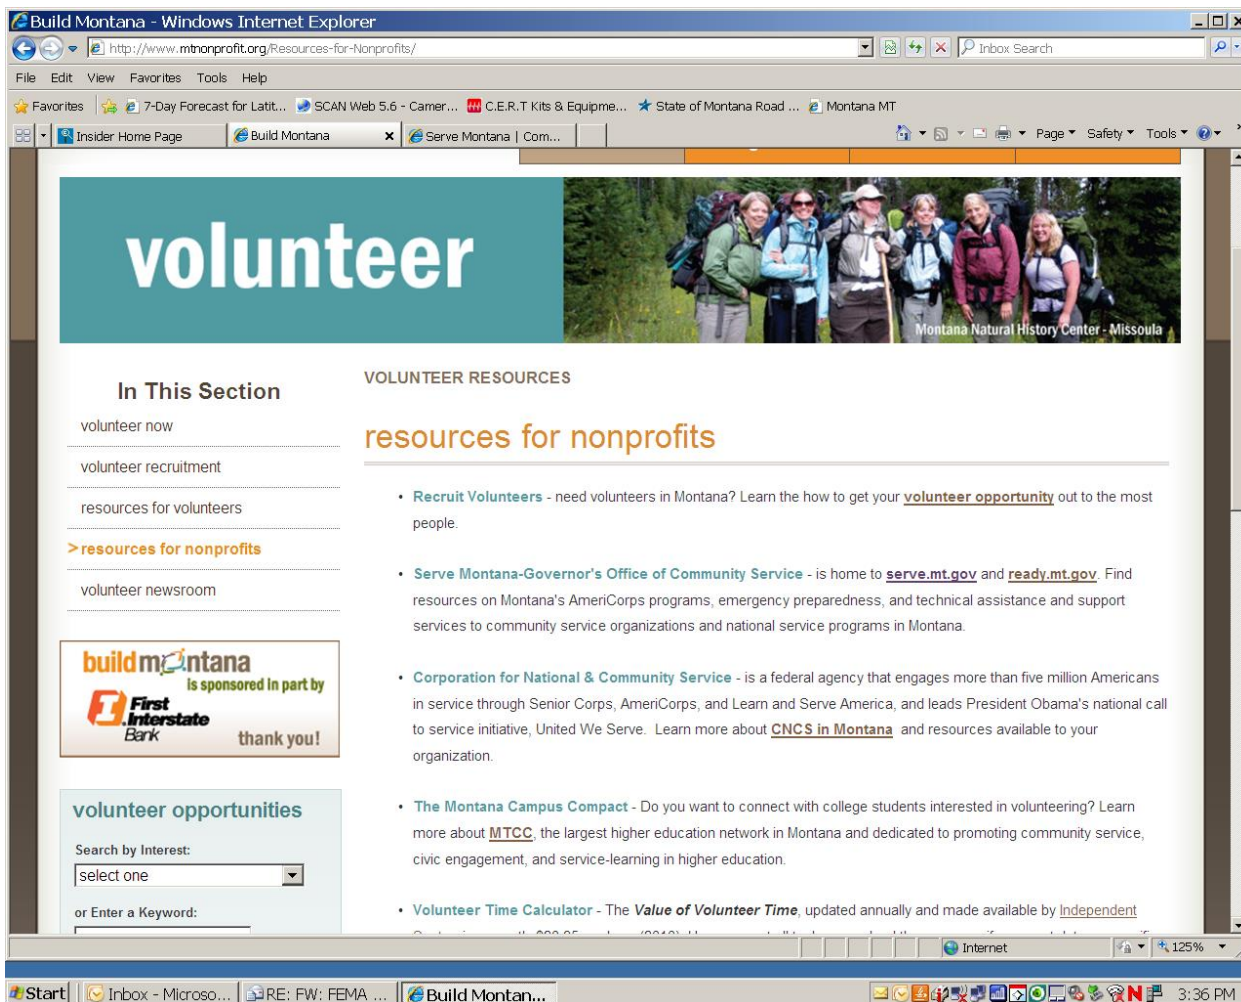 Build Montana - Windows Internet Explorer
http://www.mtnonprofit.org/Resources-for-Nonprofits/
Inbox Search
File Edit View Favorites Tools Help
Favorites 7-Day Forecast for Latit... SCAN Web 5.6 - Camer... C.E.R.T Kits & Equipme... State of Montana Road ... Montana MT
Insider Home Page Build Montana Serve Montana | Com... Page Safety Tools
volunteer
Montana Natural History Center - Missoula
In This Section
volunteer now
volunteer recruitment
resources for volunteers
> resources for nonprofits
volunteer newsroom
build montana
is sponsored in part by
First
Interstate
Bank
thank you!
volunteer opportunities
Search by Interest:
select one
or Enter a Keyword:
VOLUNTEER RESOURCES
resources for nonprofits
• Recruit Volunteers - need volunteers in Montana? Learn the how to get your volunteer opportunity out to the most
people.
• Serve Montana-Governor's Office of Community Service - is home to serve.mt.gov and ready.mt.gov. Find
resources on Montana's AmeriCorps programs, emergency preparedness, and technical assistance and support
services to community service organizations and national service programs in Montana.
• Corporation for National & Community Service - is a federal agency that engages more than five million Americans
in service through Senior Corps, AmeriCorps, and Learn and Serve America, and leads President Obama's national call
to service initiative, United We Serve. Learn more about CNCS in Montana and resources available to your
organization.
• The Montana Campus Compact - Do you want to connect with college students interested in volunteering? Learn
more about MTCC, the largest higher education network in Montana and dedicated to promoting community service,
civic engagement, and service-learning in higher education.
• Volunteer Time Calculator - The Value of Volunteer Time, updated annually and made available by Independent
Internet 125%
Start Inbox - Microso... RE: FW: FEMA ... Build Montan... 3:36 PM